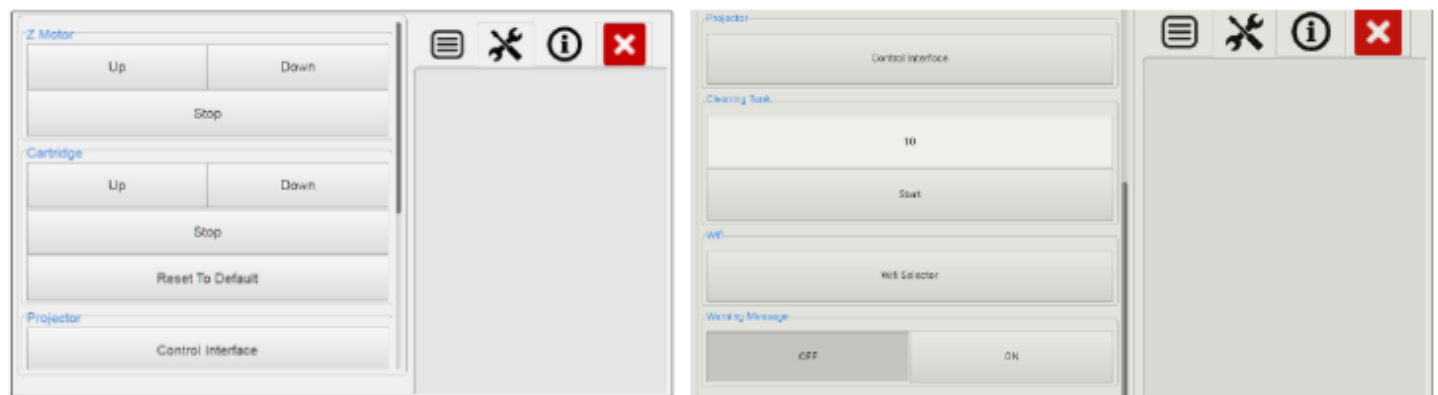 Z Motor
Up Down
Stop
Cartridge
Up Down
Stop
Reset To Default
Projector
Control Interface
Projector
Control Interface
Cleaning Tank
10
Start
Wifi
Wifi Selector
Warning Message
OFF ON